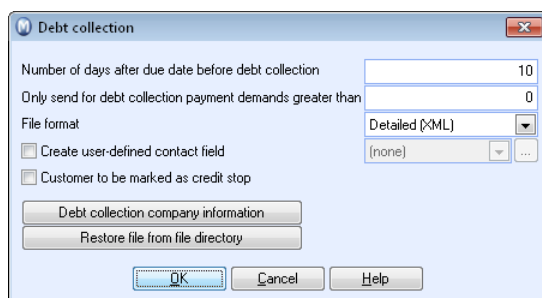 Debt collection
Number of days after due date before debt collection 10
Only send for debt collection payment demands greater than 0
File format Detailed (XML)
Create user-defined contact field (none) ...
Customer to be marked as credit stop
Debt collection company information
Restore file from file directory
OK Cancel Help